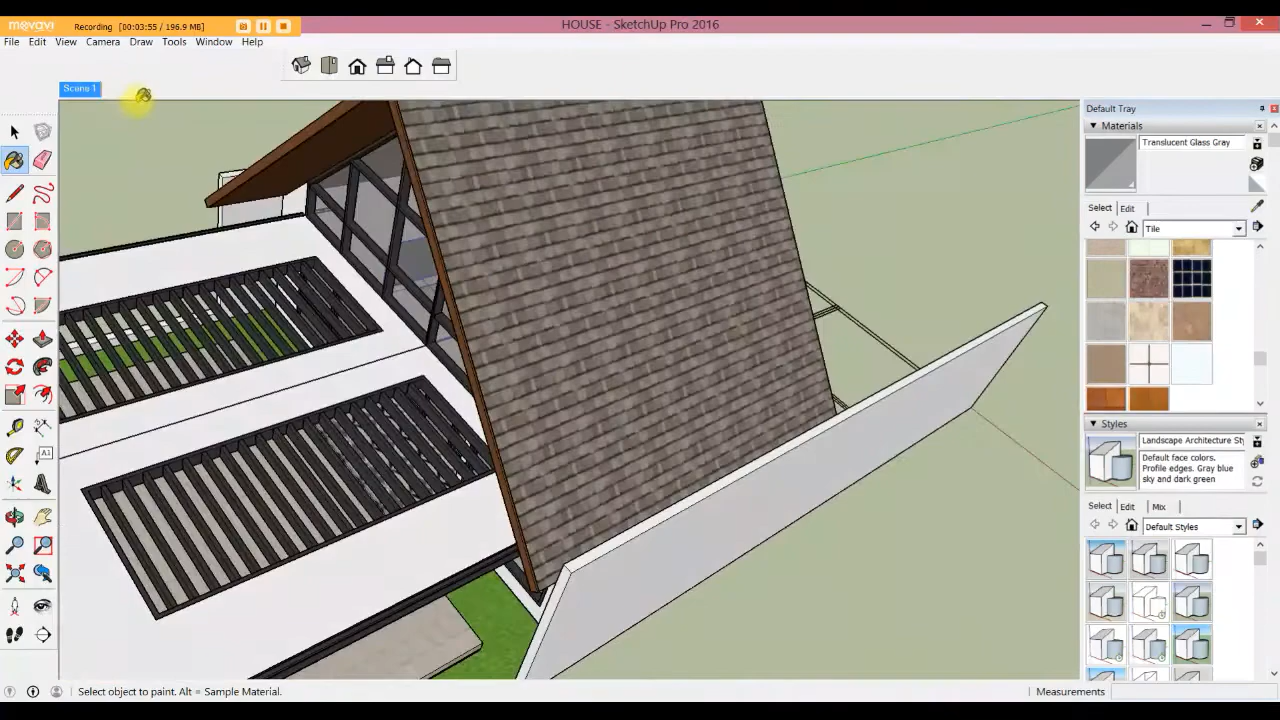 movavi
Recording [00:03:55 / 196.9 MB]
HOUSE - SketchUp Pro 2016
File Edit View Camera Draw Tools Window Help
Scene 1
Default Tray
Materials
Translucent Glass Gray
Select Edit
Tile
Styles
Landscape Architecture Sty
Default face colors.
Profile edges. Gray blue
sky and dark green
Select Edit Mix
Default Styles
A1
Select object to paint. Alt = Sample Material.
Measurements